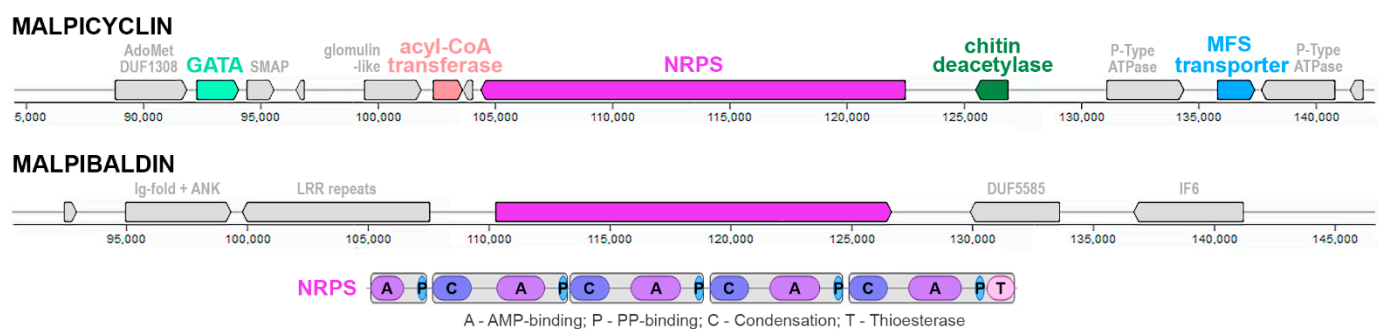 MALPICYCLIN
AdoMet
DUF1308
GATA
SMAP
glomulin
-like
acyl-CoA
transferase
NRPS
chitin
deacetylase
P-Type
ATPase
MFS
transporter
P-Type
ATPase
5,000 90,000 95,000 100,000 105,000 110,000 115,000 120,000 125,000 130,000 135,000 140,000
MALPIBALDIN
Ig-fold + ANK
LRR repeats
DUF5585
IF6
95,000 100,000 105,000 110,000 115,000 120,000 125,000 130,000 135,000 140,000 145,000
NRPS A P C A P C A P C A P C A P T
A - AMP-binding; P - PP-binding; C - Condensation; T - Thioesterase